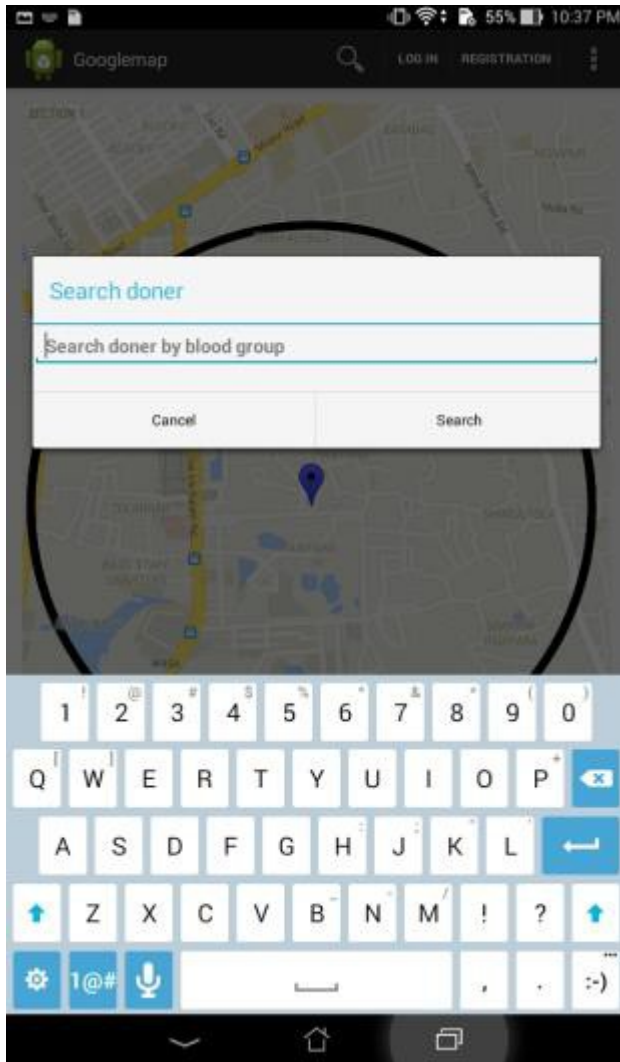 55% 10:37 PM
Googlemap LOG IN REGISTRATION
Search doner
Search doner by blood group
Cancel Search
WASA
! @ # $ % ^ & * ( )
1 2 3 4 5 6 7 8 9 0
[ ] +
Q W E R T Y U I O P
A S D F G H J K L
Z X C V B N M ! ?
1@# , . :-)